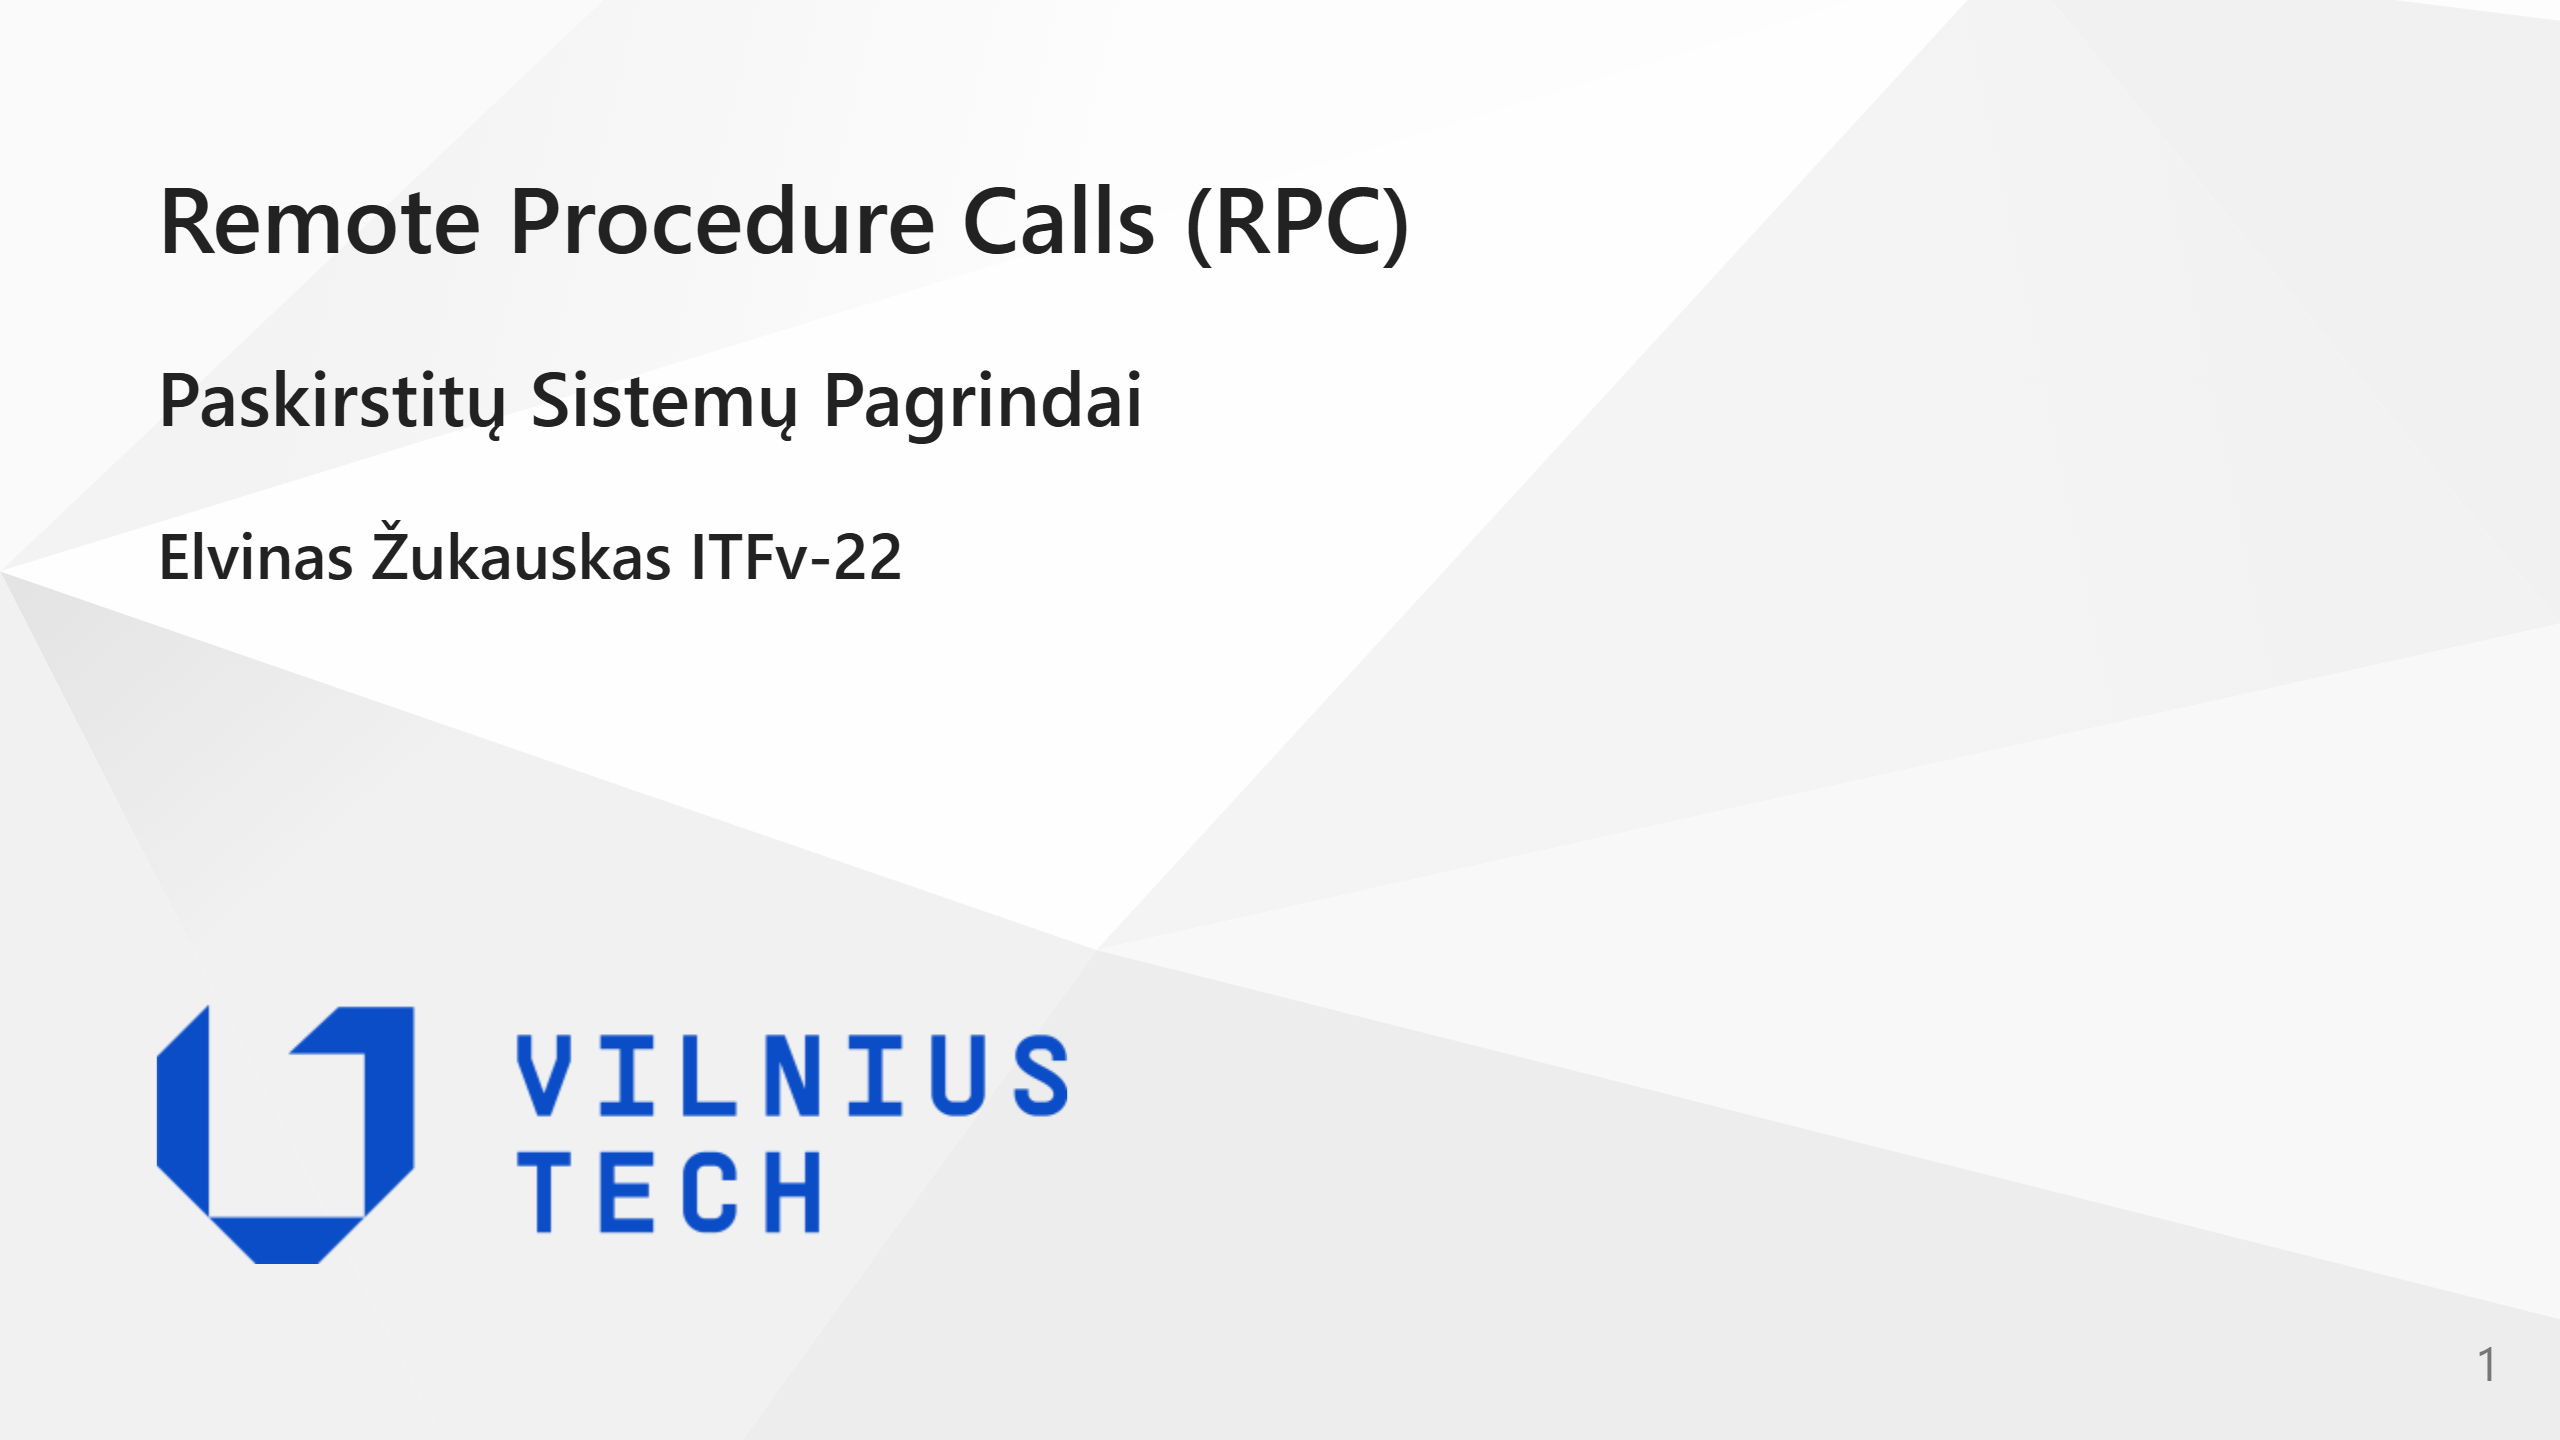 Remote Procedure Calls (RPC)
Paskirstitų Sistemų Pagrindai
Elvinas Žukauskas ITFv-22
VILNIUS
TECH
1